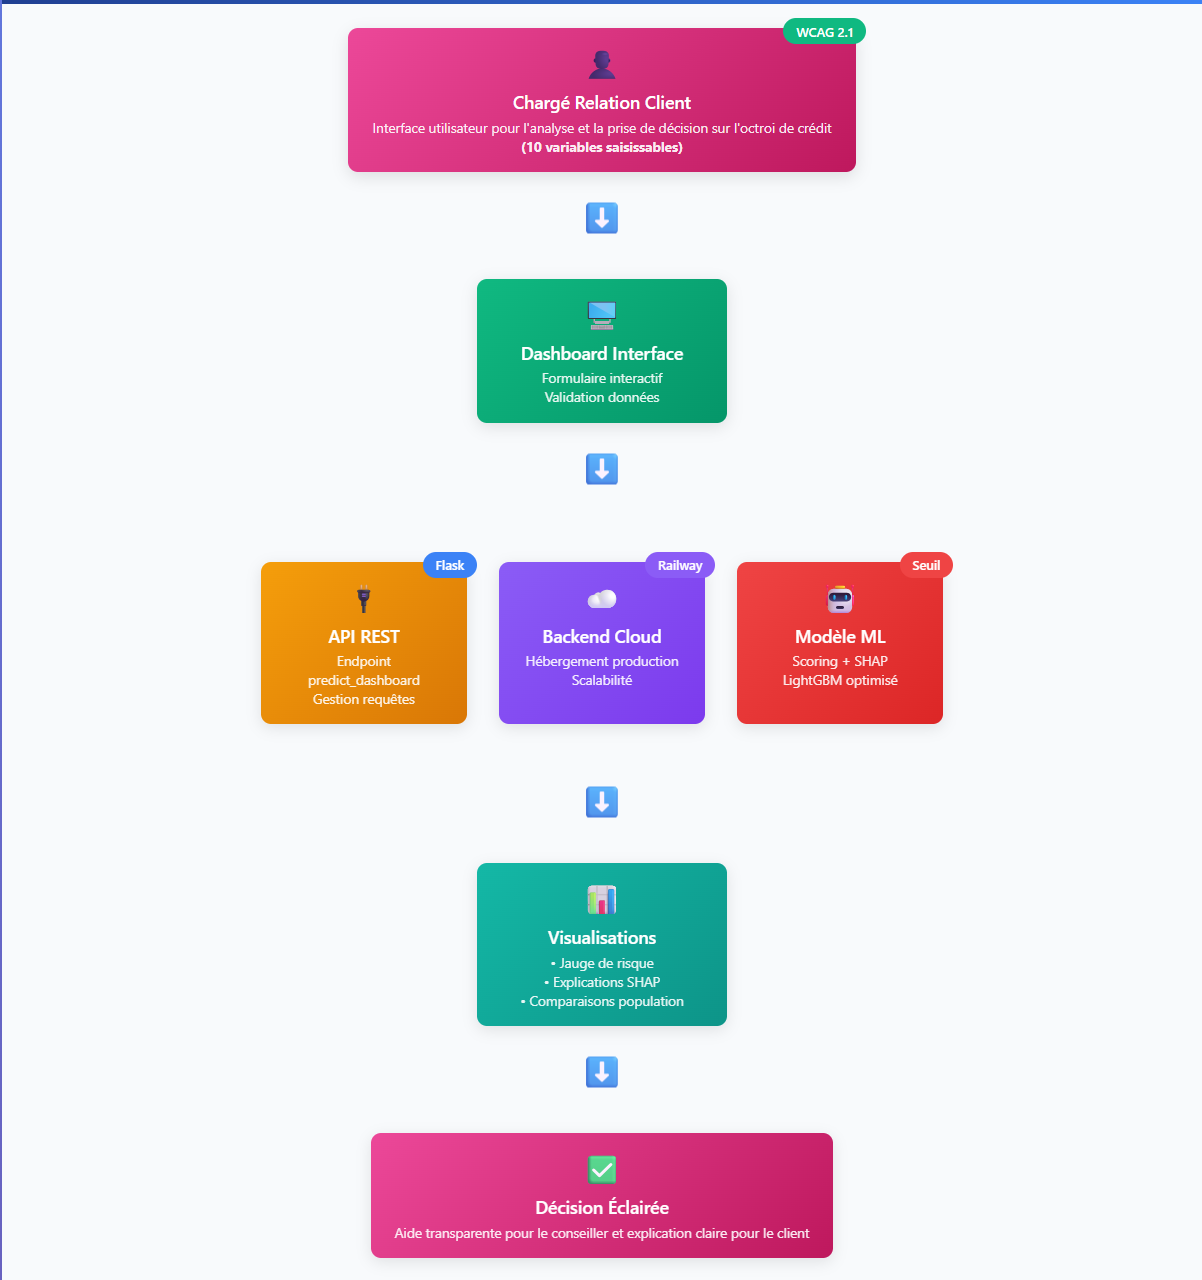 WCAG 2.1
Chargé Relation Client
Interface utilisateur pour l'analyse et la prise de décision sur l'octroi de crédit
(10 variables saisissables)
Dashboard Interface
Formulaire interactif
Validation données
Flask
API REST
Endpoint
predict_dashboard
Gestion requêtes
Railway
Backend Cloud
Hébergement production
Scalabilité
Seuil
Modèle ML
Scoring + SHAP
LightGBM optimisé
Visualisations
• Jauge de risque
• Explications SHAP
• Comparaisons population
Décision Éclairée
Aide transparente pour le conseiller et explication claire pour le client